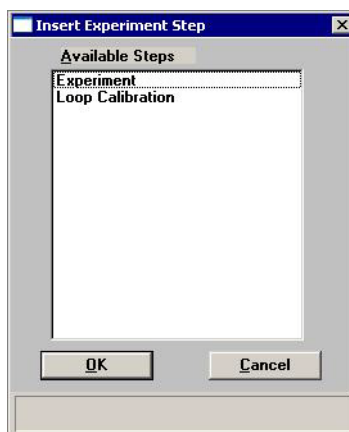 Insert Experiment Step
Available Steps
Experiment
Loop Calibration
OK
Cancel